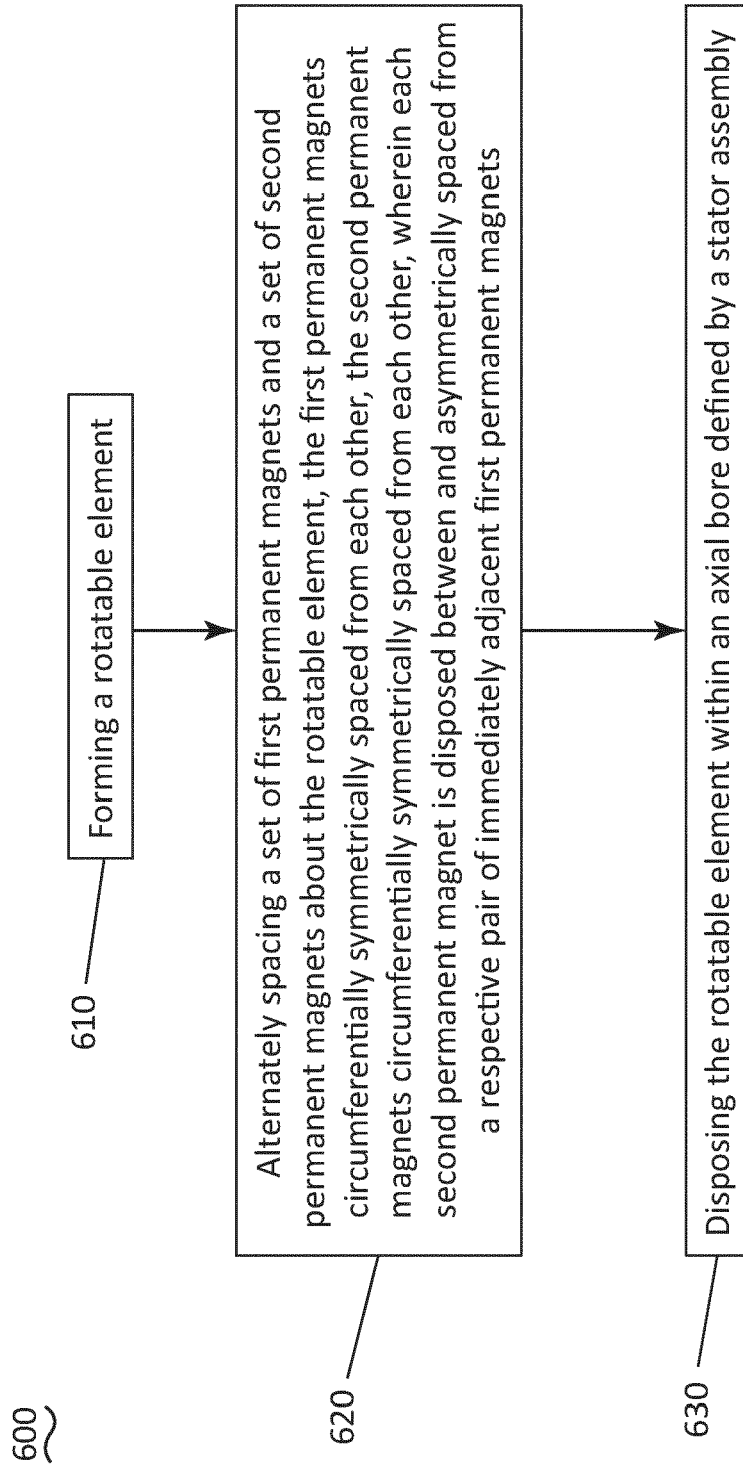 600
610
Forming a rotatable element
620
Alternately spacing a set of first permanent magnets and a set of second
permanent magnets about the rotatable element, the first permanent magnets
circumferentially symmetrically spaced from each other, the second permanent
magnets circumferentially symmetrically spaced from each other, wherein each
second permanent magnet is disposed between and asymmetrically spaced from
a respective pair of immediately adjacent first permanent magnets
630
Disposing the rotatable element within an axial bore defined by a stator assembly